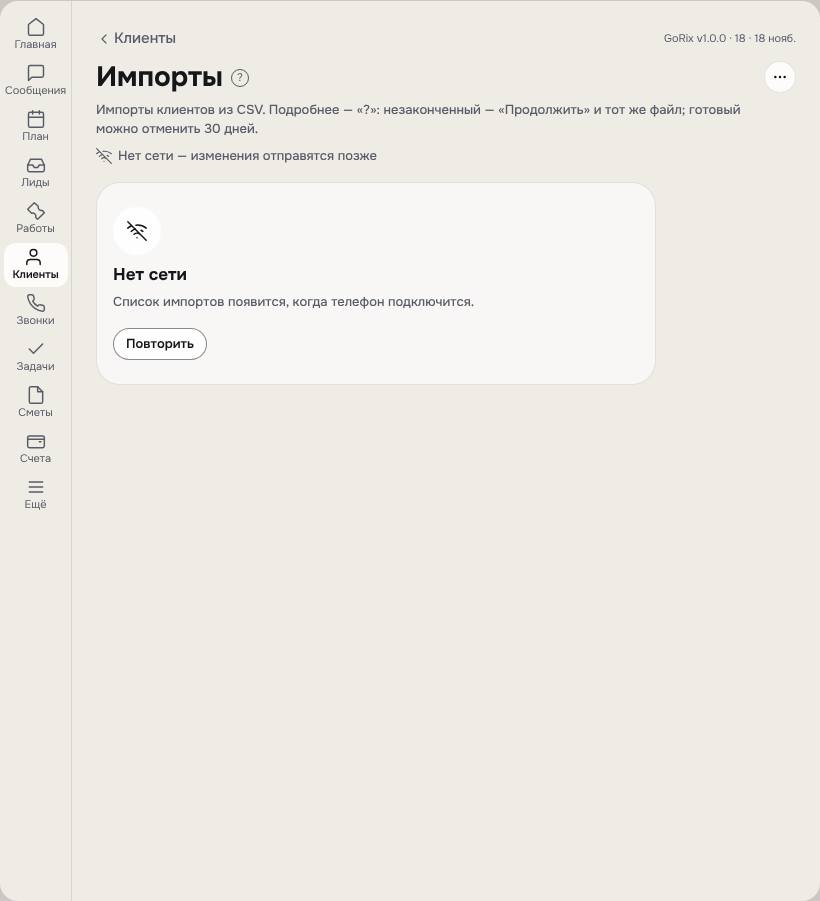 Главная
Сообщения
План
Лиды
Работы
Клиенты
Звонки
Задачи
Сметы
Счета
Ещё
Клиенты
GoRix v1.0.0 · 18 · 18 нояб.
Импорты ?
Импорты клиентов из CSV. Подробнее — «?»: незаконченный — «Продолжить» и тот же файл; готовый
можно отменить 30 дней.
Нет сети — изменения отправятся позже
Нет сети
Список импортов появится, когда телефон подключится.
Повторить